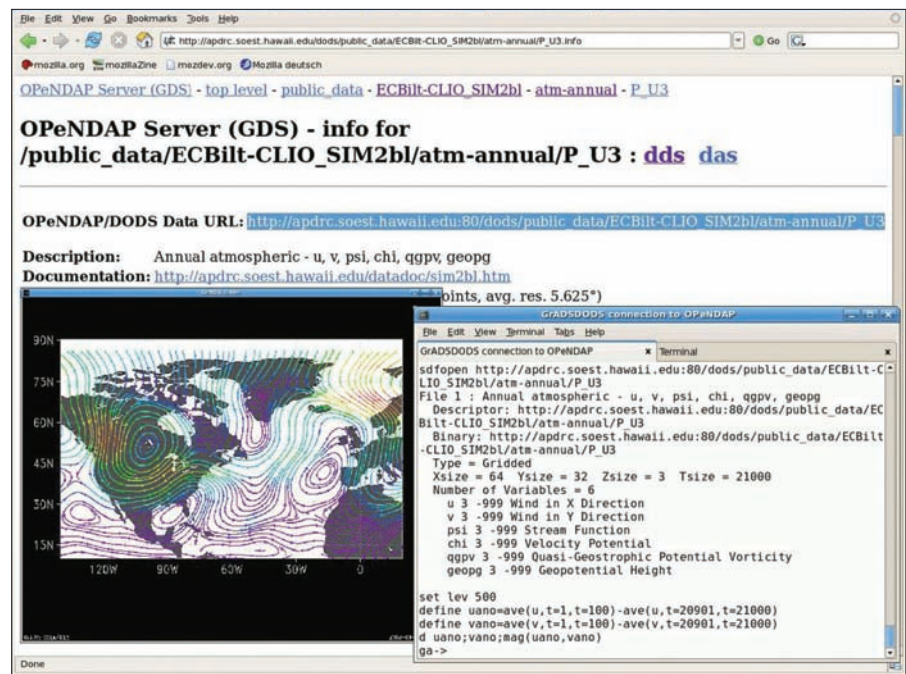 File Edit View Go Bookmarks Tools Help
http://apdrc.soest.hawaii.edu/dods/public_data/ECBilt-CLIO_SIM2bl/atm-annual/P_U3.info
Go
mozilla.org mozillaZine mozdev.org Mozilla deutsch
OPeNDAP Server (GDS) - top level - public_data - ECBilt-CLIO_SIM2bl - atm-annual - P_U3
OPeNDAP Server (GDS) - info for
/public_data/ECBilt-CLIO_SIM2bl/atm-annual/P_U3 : dds das
OPeNDAP/DODS Data URL: http://apdrc.soest.hawaii.edu:80/dods/public_data/ECBilt-CLIO_SIM2bl/atm-annual/P_U3
Description: Annual atmospheric - u, v, psi, chi, qgpv, geopg
Documentation: http://apdrc.soest.hawaii.edu/datadoc/sim2bl.htm
oints, avg. res. 5.625°)
90N
75N
60N
45N
30N
15N
120W 90W 60W 30W 0
GrADSDODS connection to OPeNDAP
File Edit View Terminal Tabs Help
GrADSDODS connection to OPeNDAP x Terminal x
sdfopen http://apdrc.soest.hawaii.edu:80/dods/public_data/ECBilt-C
LIO_SIM2bl/atm-annual/P_U3
File 1 : Annual atmospheric - u, v, psi, chi, qgpv, geopg
Descriptor: http://apdrc.soest.hawaii.edu:80/dods/public_data/EC
Bilt-CLIO_SIM2bl/atm-annual/P_U3
Binary: http://apdrc.soest.hawaii.edu:80/dods/public_data/ECBilt
-CLIO_SIM2bl/atm-annual/P_U3
Type = Gridded
Xsize = 64 Ysize = 32 Zsize = 3 Tsize = 21000
Number of Variables = 6
u 3 -999 Wind in X Direction
v 3 -999 Wind in Y Direction
psi 3 -999 Stream Function
chi 3 -999 Velocity Potential
qgpv 3 -999 Quasi-Geostrophic Potential Vorticity
geopg 3 -999 Geopotential Height
set lev 500
define uano=ave(u,t=1,t=100)-ave(u,t=20901,t=21000)
define vano=ave(v,t=1,t=100)-ave(v,t=20901,t=21000)
d uano;vano;mag(uano,vano)
ga->
Done